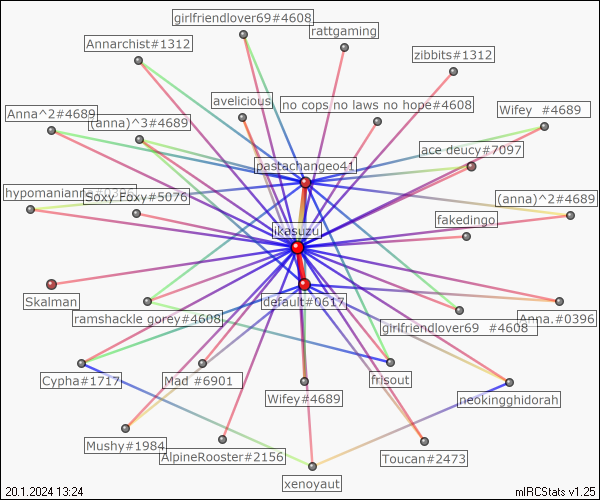 girlfriendlover69#4608
rattgaming
Annarchist#1312
zibbits#1312
avelicious
no cops no laws no hope#4608
Anna^2#4689
(anna)^3#4689
Wifey #4689
ace deucy#7097
pastachangeo41
hypomanianna#0396
Soxy Foxy#5076
(anna)^2#4689
fakedingo
ikasuzu
Skalman
default#0617
ramshackle gorey#4608
girlfriendlover69 #4608
Anna.#0396
Cypha#1717
Mad #6901
frisout
Wifey#4689
neokingghidorah
Mushy#1984
AlpineRooster#2156
Toucan#2473
xenoyaut
20.1.2024 13:24
mIRCStats v1.25